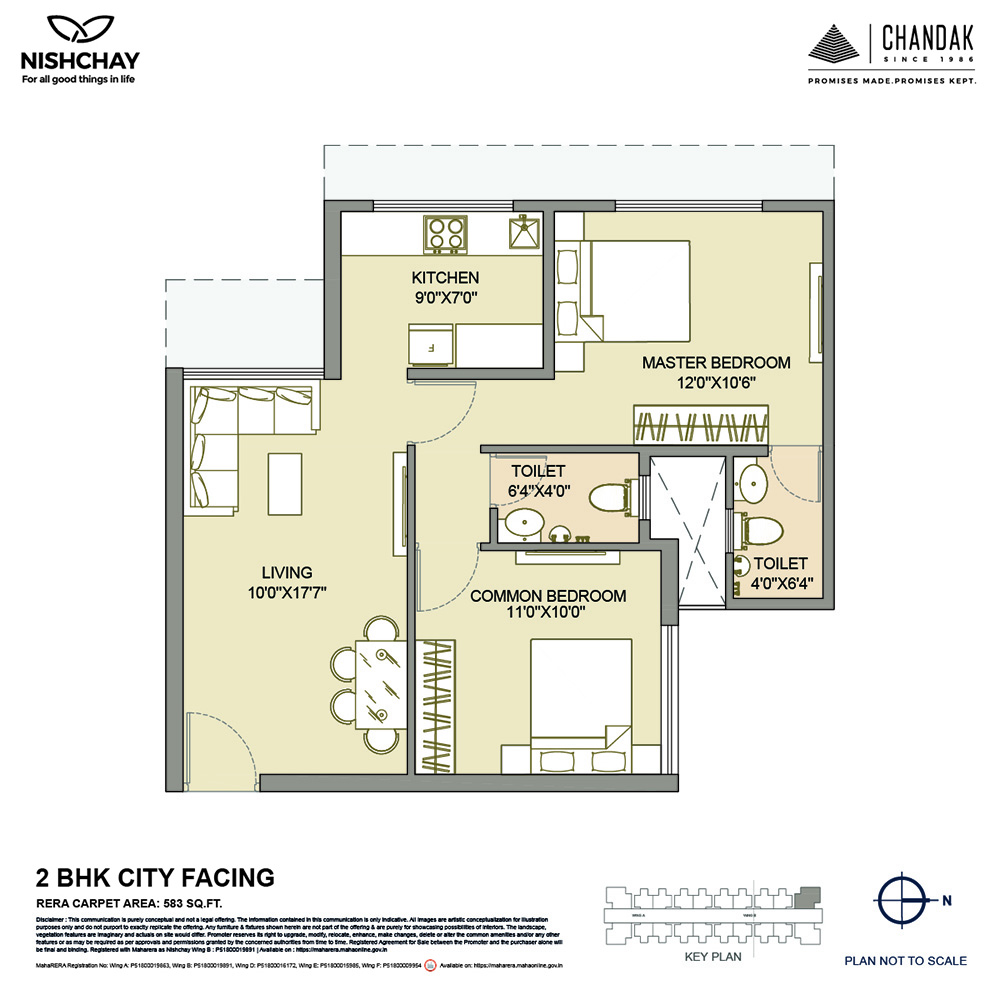 NISHCHAY
For all good things in life
CHANDAK
SINCE 1986
PROMISES MADE.PROMISES KEPT.
KITCHEN
9'0"X7'0"
F
MASTER BEDROOM
12'0"X10'6"
TOILET
6'4"X4'0"
TOILET
4'0"X6'4"
LIVING
10'0"X17'7"
COMMON BEDROOM
11'0"X10'0"
2 BHK CITY FACING
RERA CARPET AREA: 583 SQ.FT.
Disclaimer : This communication is purely conceptual and not a legal offering. The information contained in this communication is only indicative. All images are artistic conceptualization for illustration
purposes only and do not purport to exactly replicate the offering. Any furniture & fixtures shown herein are not part of the offering & are purely for showcasing possibilities of interiors. The landscape,
vegetation features are imaginary and actuals on site would differ. Promoter reserves its right to upgrade, modify, relocate, enhance, make changes, delete or alter the common amenities and/or any other
features or as may be required as per approvals and permissions granted by the concerned authorities from time to time. Registered Agreement for Sale between the Promoter and the purchaser alone will
be final and binding. Registered with Maharera as Nishchay Wing B : P51800019891 | Available on : https://maharera.mahaonline.gov.in
MahaRERA Registration No: Wing A: P51800019863, Wing B: P51800019891, Wing D: P51800016172, Wing E: P51800015985, Wing F: P51800009954 Available on: https://maharera.mahaonline.gov.in
WING A
WING B
KEY PLAN
N
PLAN NOT TO SCALE